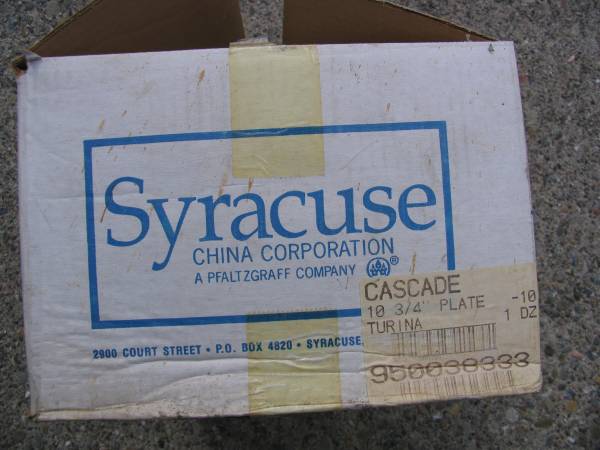 Syracuse
CHINA CORPORATION
A PFALTZGRAFF COMPANY ®
2900 COURT STREET • P.O. BOX 4820 • SYRACUSE,
CASCADE
10 3/4" PLATE -10
TURINA 1 DZ
950038333